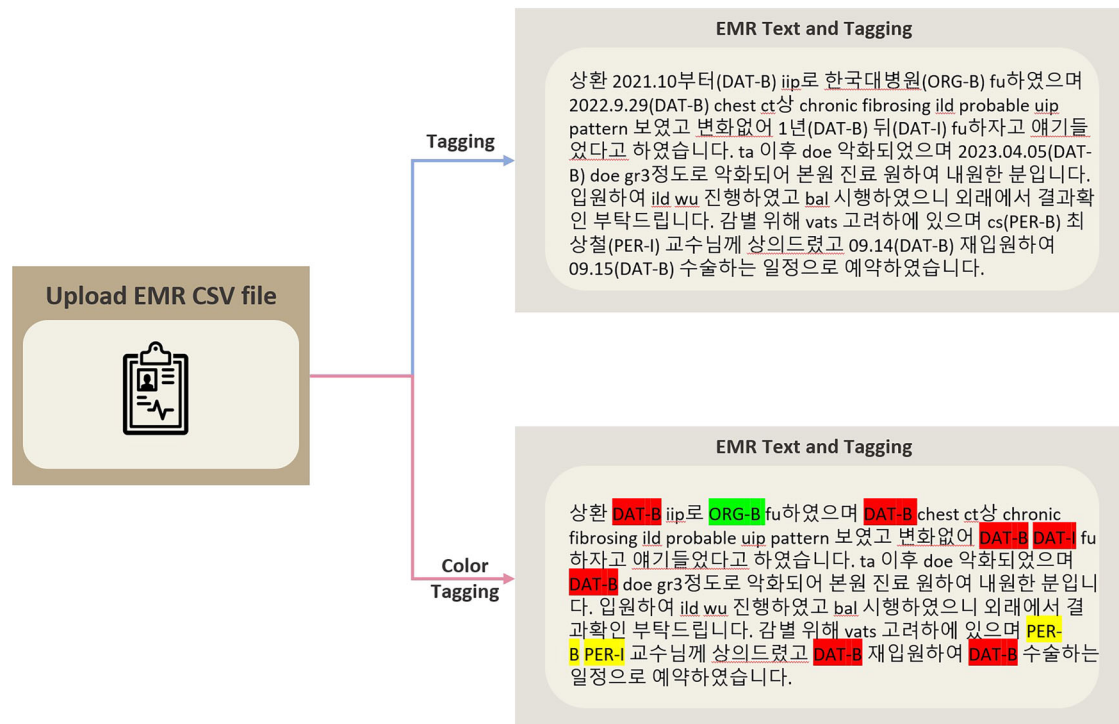 Upload EMR CSV file
Tagging
EMR Text and Tagging
상환 2021.10부터(DAT-B) iip로 한국대병원(ORG-B) fu하였으며
2022.9.29(DAT-B) chest ct상 chronic fibrosing ild probable uip
pattern 보였고 변화없어 1년(DAT-B) 뒤(DAT-I) fu하자고 얘기들
었다고 하였습니다. ta 이후 doe 악화되었으며 2023.04.05(DAT-
B) doe gr3정도로 악화되어 본원 진료 원하여 내원한 분입니다.
입원하여 ild wu 진행하였고 bal 시행하였으니 외래에서 결과확
인 부탁드립니다. 감별 위해 vats 고려하에 있으며 cs(PER-B) 최
상철(PER-I) 교수님께 상의드렸고 09.14(DAT-B) 재입원하여
09.15(DAT-B) 수술하는 일정으로 예약하였습니다.
Color
Tagging
EMR Text and Tagging
상환 DAT-B iip로 ORG-B fu하였으며 DAT-B chest ct상 chronic
fibrosing ild probable uip pattern 보였고 변화없어 DAT-B DAT-I fu
하자고 얘기들었다고 하였습니다. ta 이후 doe 악화되었으며
DAT-B doe gr3정도로 악화되어 본원 진료 원하여 내원한 분입니
다. 입원하여 ild wu 진행하였고 bal 시행하였으니 외래에서 결
과확인 부탁드립니다. 감별 위해 vats 고려하에 있으며 PER-
B PER-I 교수님께 상의드렸고 DAT-B 재입원하여 DAT-B 수술하는
일정으로 예약하였습니다.